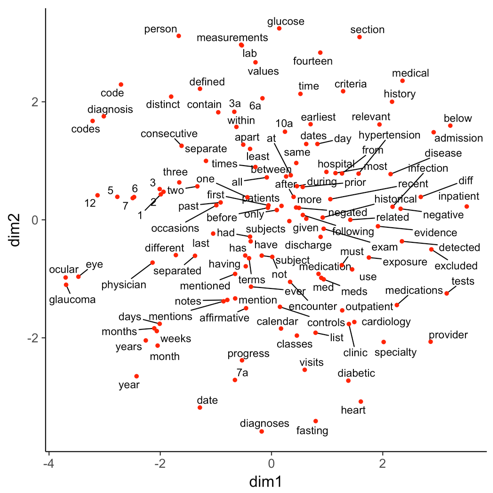 glucose
person
measurements
section
lab
fourteen
values
medical
code
defined
time
criteria
history
diagnosis
distinct
contain
3a
6a
codes
within
10a
earliest
relevant
below
consecutive
apart
at
dates
day
hypertension
admission
separate
least
same
from
disease
times
between
hospital
most
infection
three
one
all
after
during
prior
recent
diff
12
5
7
6
3
two
first
patients
more
historical
inpatient
1
2
past
only
negated
related
negative
occasions
before
given
following
evidence
had
subjects
discharge
exam
detected
different
last
has
have
must
exposure
excluded
ocular
eye
physician
separated
having
subject
medication
use
glaucoma
mentioned
terms
not
med
meds
tests
ever
days
mentions
notes
mention
encounter
outpatient
medications
months
affirmative
calendar
controls
cardiology
years
weeks
classes
list
month
clinic
specialty
provider
progress
visits
year
7a
diabetic
date
heart
diagnoses
fasting
2
0
-2
-4
-2
0
2
dim1
dim2